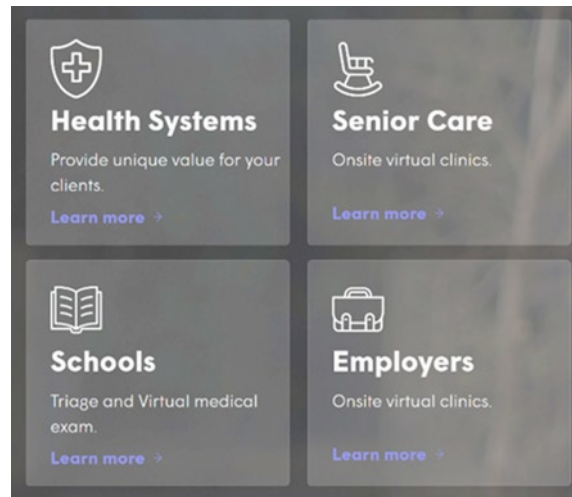 Health Systems
Provide unique value for your
clients.
Learn more →
Senior Care
Onsite virtual clinics.
Learn more →
Schools
Triage and Virtual medical
exam.
Learn more →
Employers
Onsite virtual clinics.
Learn more →